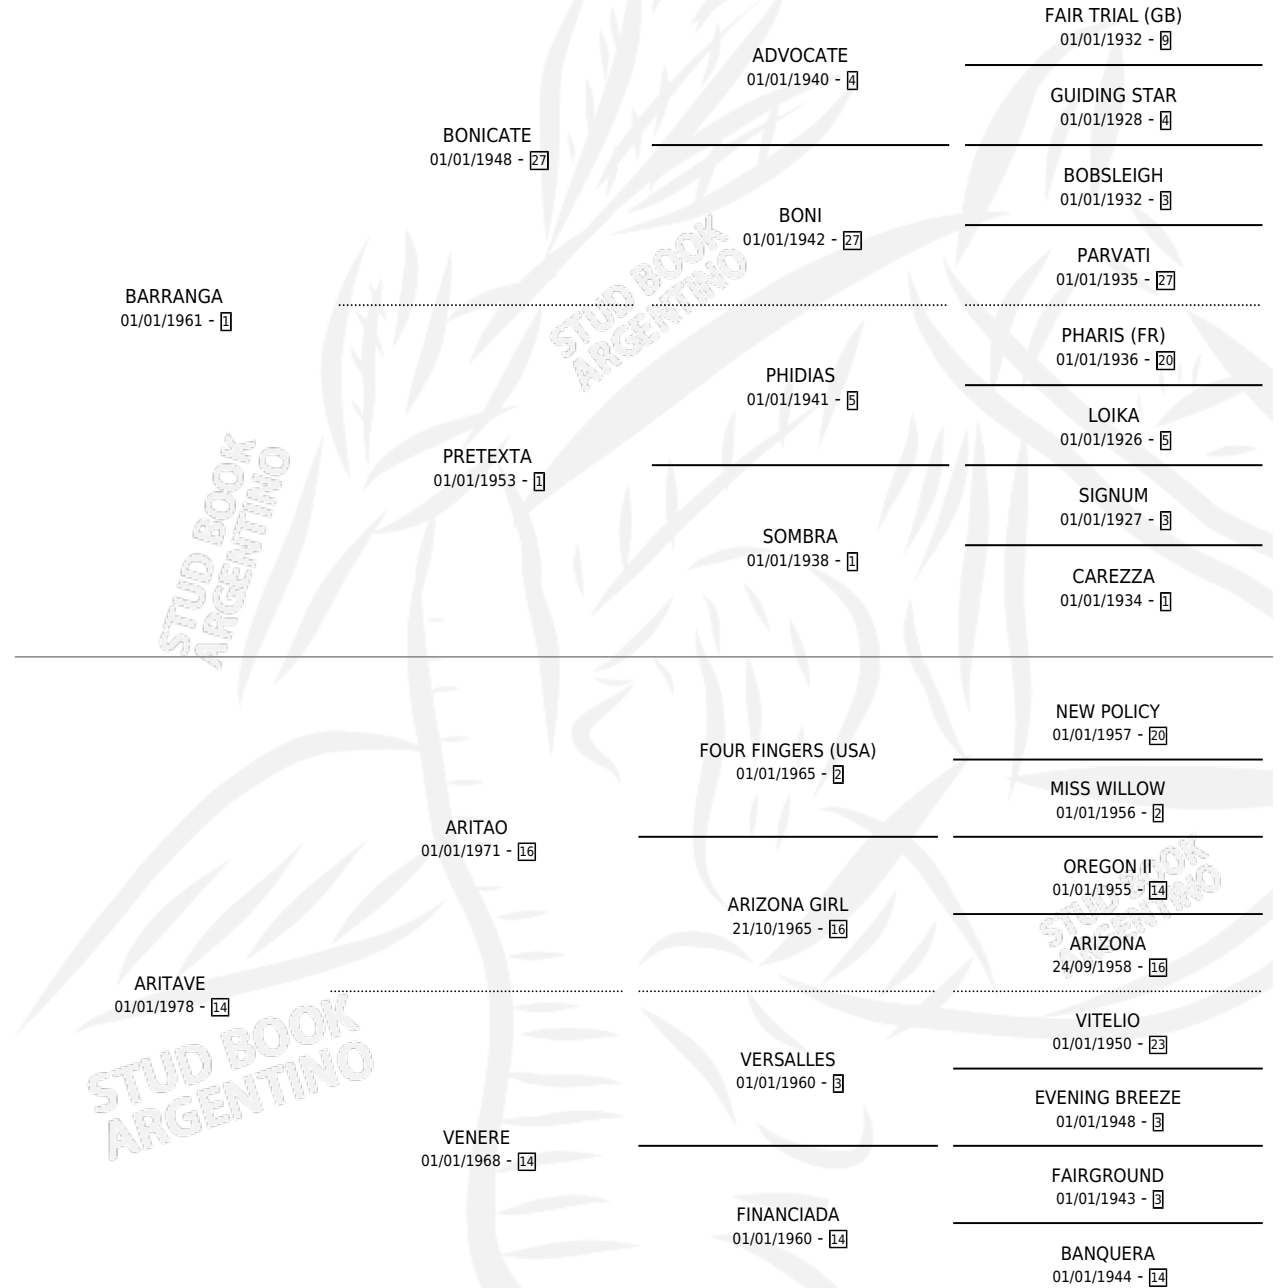 FAIR TRIAL (GB)
01/01/1932 - 9
ADVOCATE
01/01/1940 - 4
GUIDING STAR
01/01/1928 - 4
BONICATE
01/01/1948 - 27
BOBSLEIGH
01/01/1932 - 3
BONI
01/01/1942 - 27
PARVATI
01/01/1935 - 27
BARRANGA
01/01/1961 - 1
PHARIS (FR)
01/01/1936 - 20
PHIDIAS
01/01/1941 - 5
LOIKA
01/01/1926 - 5
PRETEXTA
01/01/1953 - 1
SIGNUM
01/01/1927 - 3
SOMBRA
01/01/1938 - 1
CAREZZA
01/01/1934 - 1
STUD BOOK
ARGENTINO
STUD BOOK
ARGENTINO
NEW POLICY
01/01/1957 - 20
FOUR FINGERS (USA)
01/01/1965 - 2
MISS WILLOW
01/01/1956 - 2
ARITAO
01/01/1971 - 16
OREGON II
01/01/1955 - 14
ARIZONA GIRL
21/10/1965 - 16
ARIZONA
24/09/1958 - 16
ARITAVE
01/01/1978 - 14
VITELIO
01/01/1950 - 23
VERSALLES
01/01/1960 - 3
EVENING BREEZE
01/01/1948 - 3
VENERE
01/01/1968 - 14
FAIRGROUND
01/01/1943 - 3
FINANCIADA
01/01/1960 - 14
BANQUERA
01/01/1944 - 14
STUD BOOK
ARGENTINO
STUD BOOK
ARGENTINO